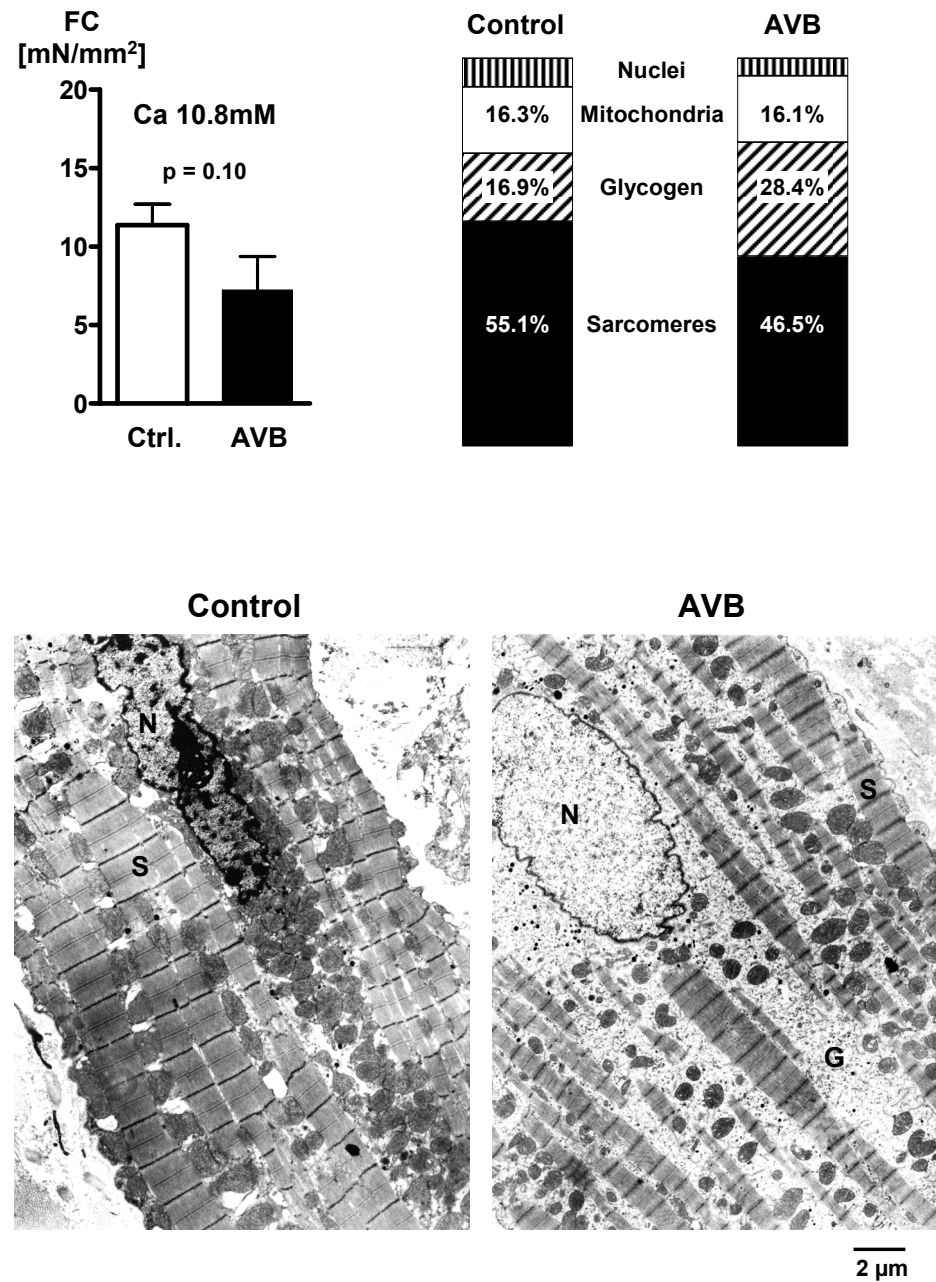 FC
[mN/mm²]
20
15
10
5
0
Ca 10.8mM
p = 0.10
Ctrl.
AVB
Control
AVB
Nuclei
16.3%
Mitochondria
16.1%
16.9%
Glycogen
28.4%
55.1%
Sarcomeres
46.5%
Control
AVB
N
S
N
S
G
2 µm